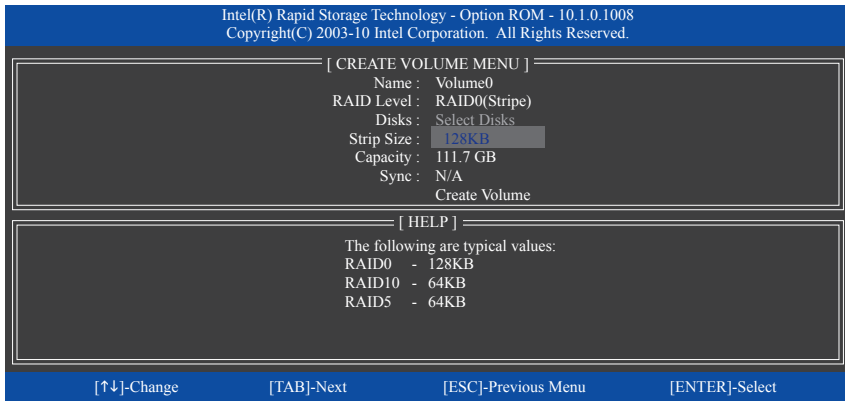 Intel(R) Rapid Storage Technology - Option ROM - 10.1.0.1008
Copyright(C) 2003-10 Intel Corporation. All Rights Reserved.
[ CREATE VOLUME MENU ]
Name : Volume0
RAID Level : RAID0(Stripe)
Disks : Select Disks
Strip Size : 128KB
Capacity : 111.7 GB
Sync : N/A
Create Volume
[ HELP ]
The following are typical values:
RAID0 - 128KB
RAID10 - 64KB
RAID5 - 64KB
[↑↓]-Change [TAB]-Next [ESC]-Previous Menu [ENTER]-Select